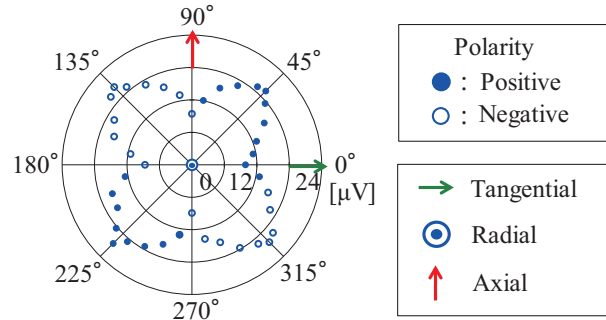 90°
135°
45°
180°
0°
0
12
24
[μV]
225°
315°
270°
Polarity
: Positive
: Negative
Tangential
Radial
Axial